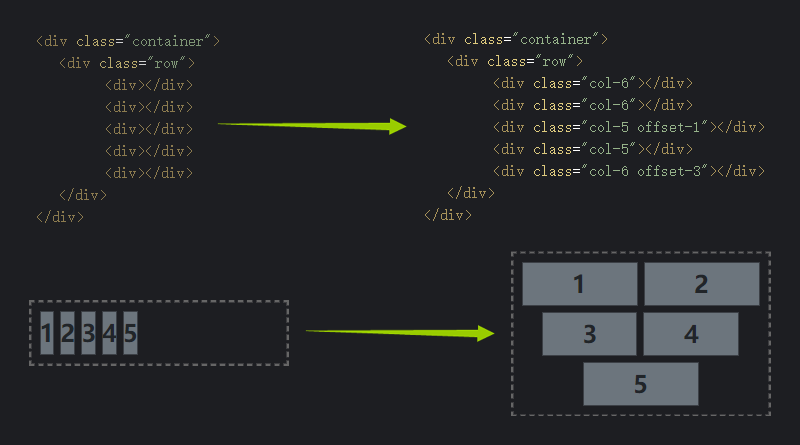 <div class="container">
<div class="row">
<div></div>
<div></div>
<div></div>
<div></div>
<div></div>
</div>
</div>
<div class="container">
<div class="row">
<div class="col-6"></div>
<div class="col-6"></div>
<div class="col-5 offset-1"></div>
<div class="col-5"></div>
<div class="col-6 offset-3"></div>
</div>
</div>
1 2 3 4 5
1 2
3 4
5